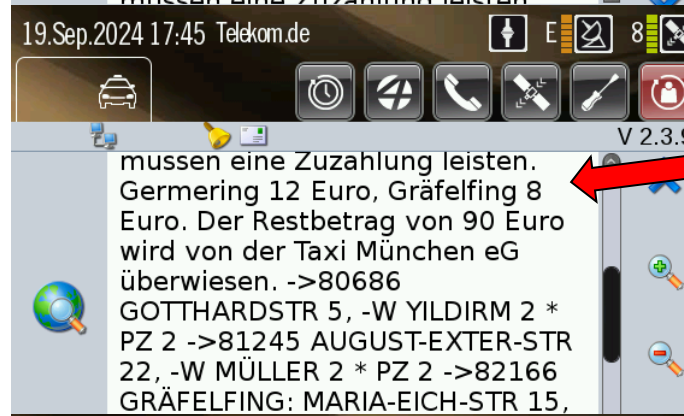 19.Sep.2024 17:45 Telekom.de
E
8
V 2.3.9
müssen eine Zuzahlung leisten.
Germering 12 Euro, Gräfelfing 8
Euro. Der Restbetrag von 90 Euro
wird von der Taxi München eG
überwiesen. ->80686
GOTTHARDSTR 5, -W YILDIRM 2 *
PZ 2 ->81245 AUGUST-EXTER-STR
22, -W MÜLLER 2 * PZ 2 ->82166
GRÄFELFING: MARIA-EICH-STR 15,